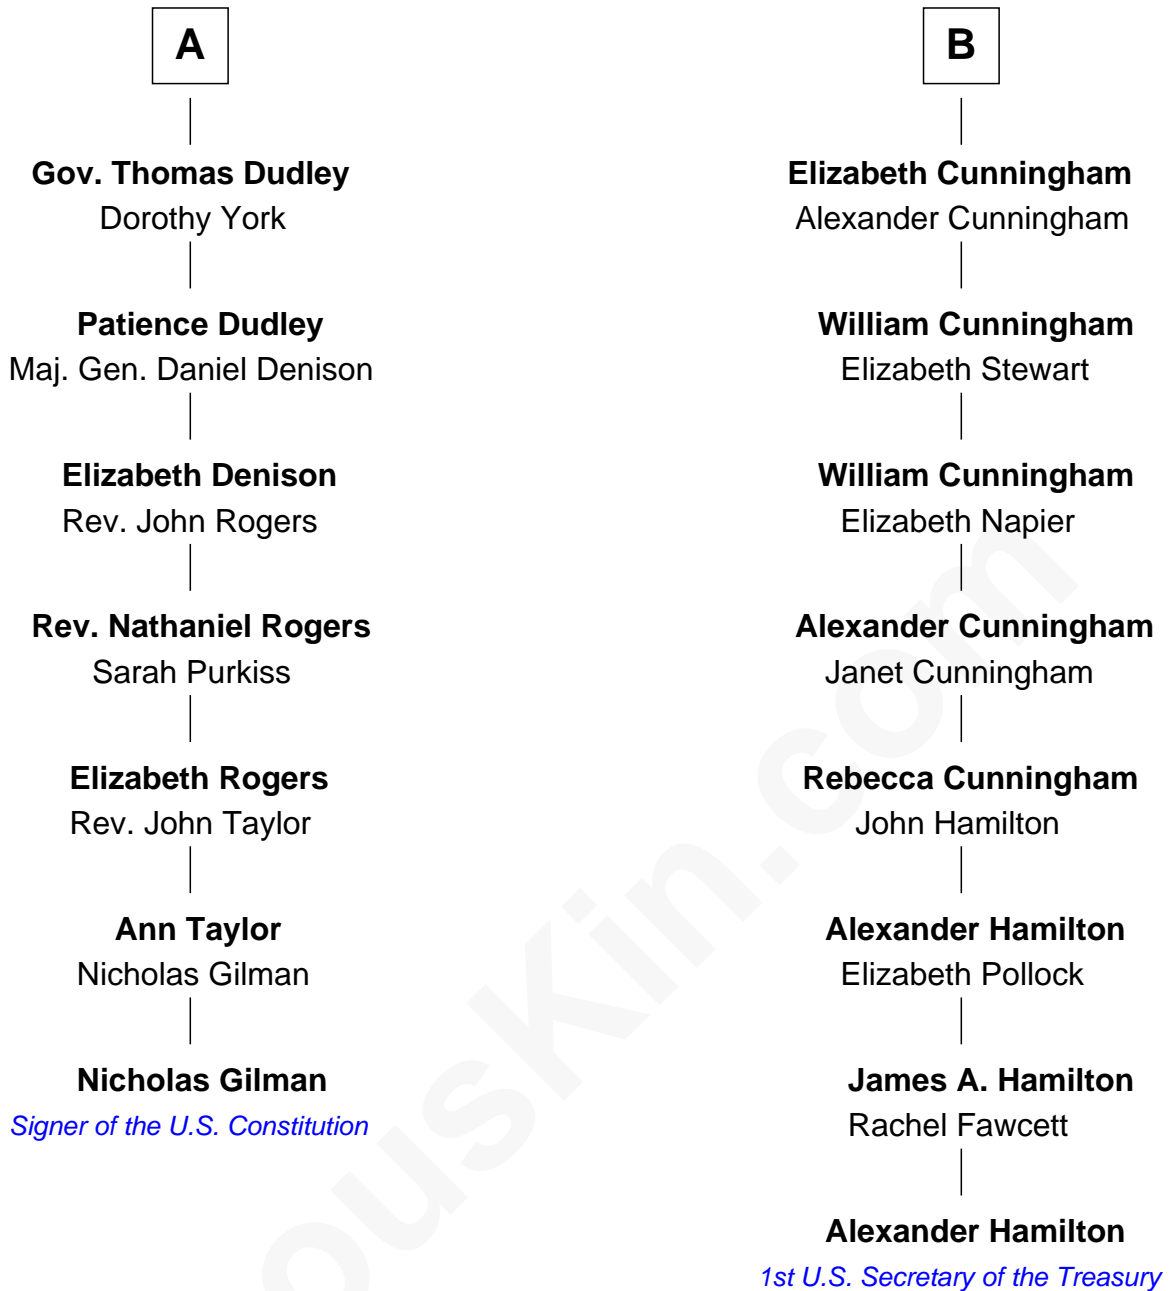 A
Gov. Thomas Dudley
Dorothy York
Patience Dudley
Maj. Gen. Daniel Denison
Elizabeth Denison
Rev. John Rogers
Rev. Nathaniel Rogers
Sarah Purkiss
Elizabeth Rogers
Rev. John Taylor
Ann Taylor
Nicholas Gilman
Nicholas Gilman
Signer of the U.S. Constitution
B
Elizabeth Cunningham
Alexander Cunningham
William Cunningham
Elizabeth Stewart
William Cunningham
Elizabeth Napier
Alexander Cunningham
Janet Cunningham
Rebecca Cunningham
John Hamilton
Alexander Hamilton
Elizabeth Pollock
James A. Hamilton
Rachel Fawcett
Alexander Hamilton
1st U.S. Secretary of the Treasury
ousKin.com